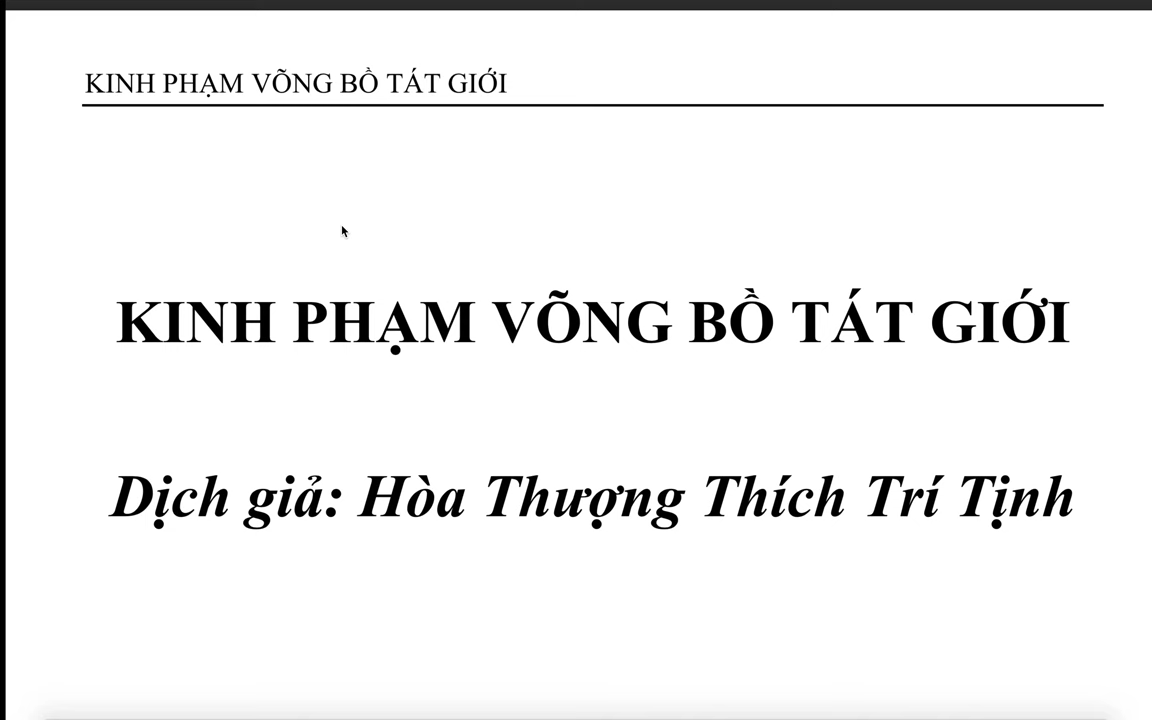 KINH PHẠM VÕNG BỒ TÁT GIỚI
KINH PHẠM VÕNG BỒ TÁT GIỚI
Dịch giả: Hòa Thượng Thích Trí Tịnh